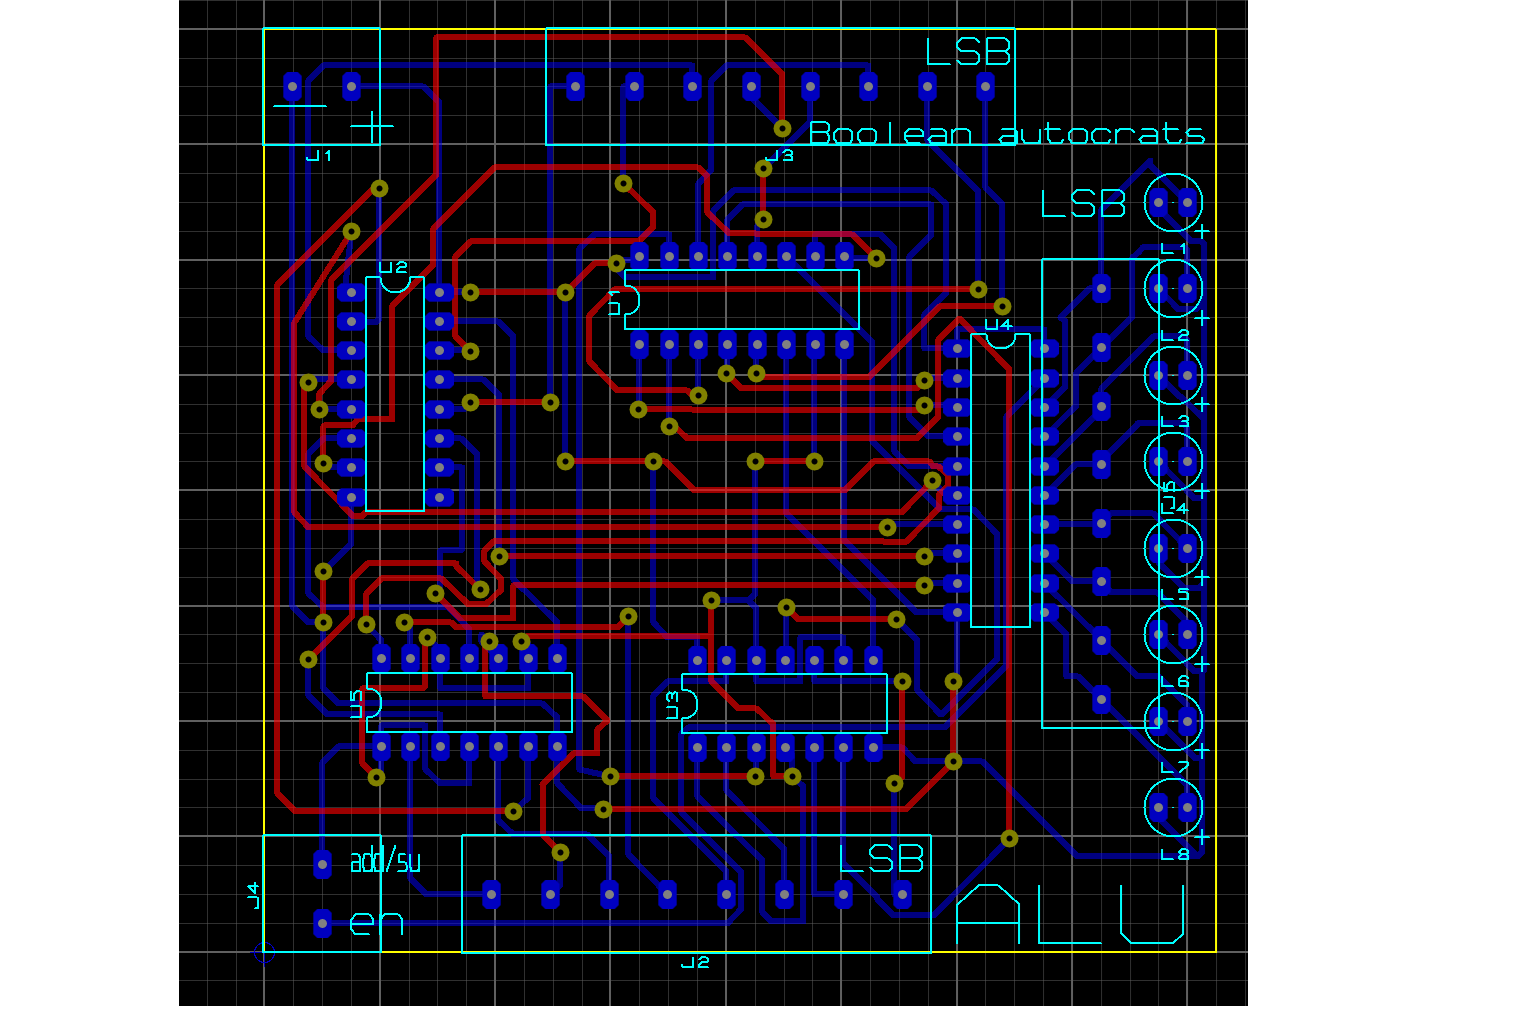 LSB
Boolean autocrats
J1
J3
LSB
L1
U2
U1
U4
L2
L3
J5
L4
L5
L6
U5
U3
L7
add/su
LSB
L8
J4
en
ALU
J2